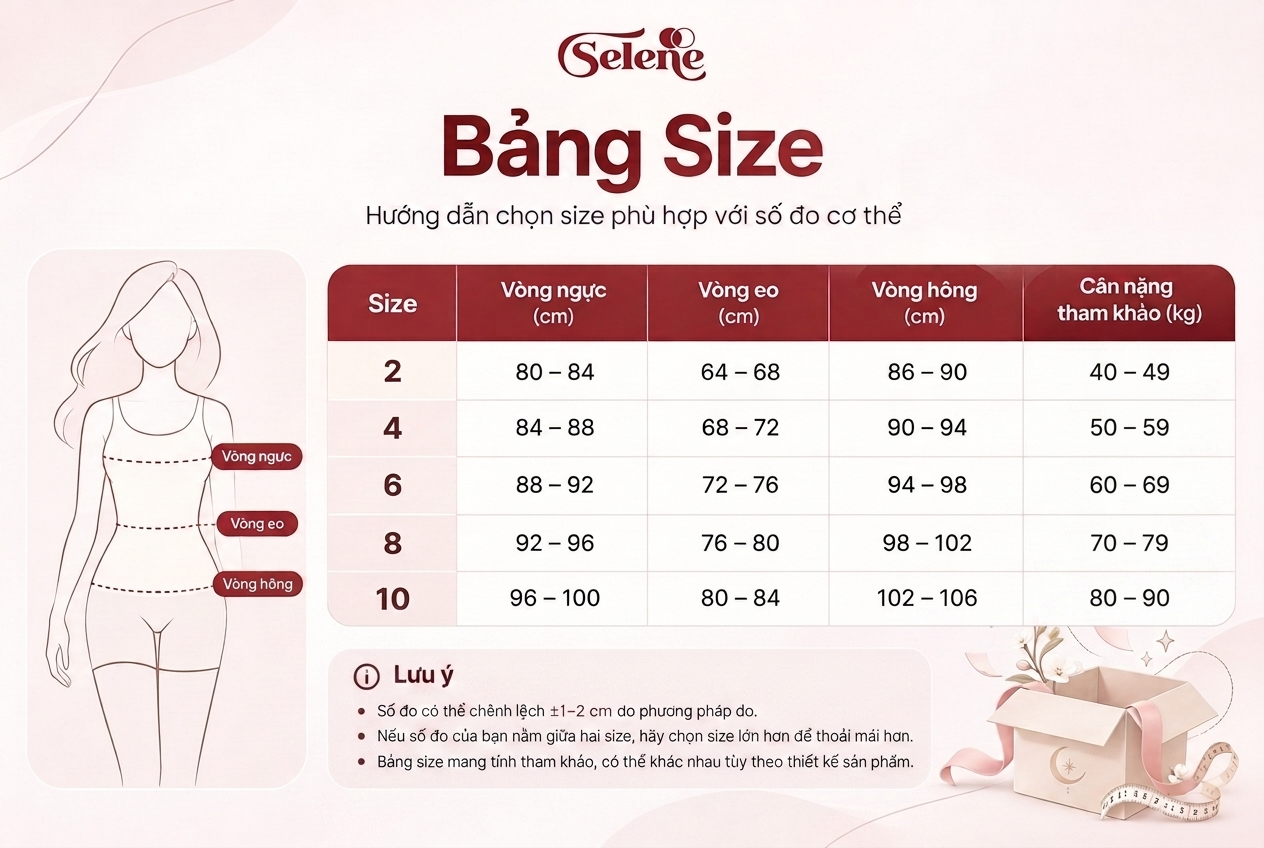 Selene
Bảng Size
Hướng dẫn chọn size phù hợp với số đo cơ thể
Vòng ngưc
Vòng eo
Vòng hông
Size
Vòng ngực
(cm)
Vòng eo
(cm)
Vòng hông
(cm)
Cân nặng
tham khảo (kg)
2 80 – 84 64 – 68 86 – 90 40 – 49
4 84 – 88 68 – 72 90 – 94 50 – 59
6 88 – 92 72 – 76 94 – 98 60 – 69
8 92 – 96 76 – 80 98 – 102 70 – 79
10 96 – 100 80 – 84 102 – 106 80 – 90
Lưu ý
• Số đo có thể chênh lệch ±1–2 cm do phương pháp do.
• Nếu số đo của bạn nằm giữa hai size, hãy chọn size lớn hơn để thoải mái hơn.
• Bảng size mang tính tham khảo, có thể khác nhau tùy theo thiết kế sản phẩm.